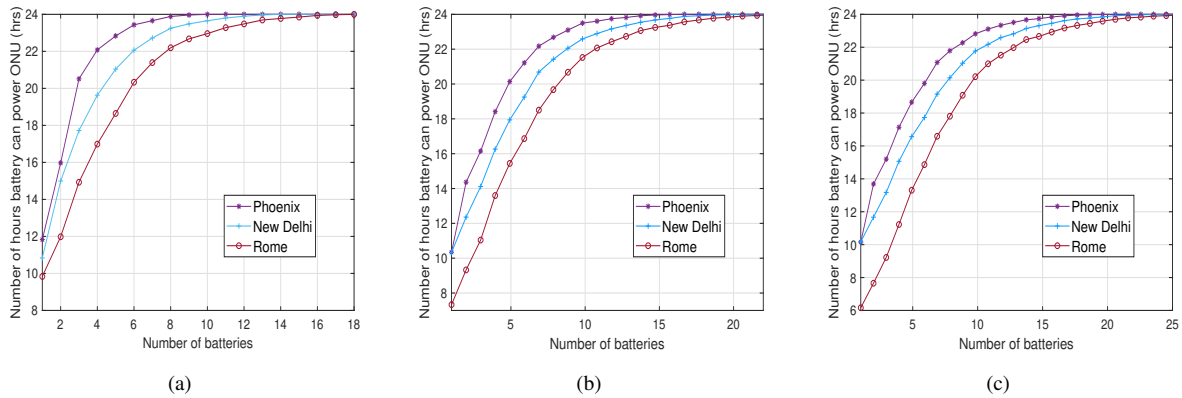 Number of hours battery can power ONU (hrs)
24
22
20
18
16
14
12
10
8
Phoenix
New Delhi
Rome
2 4 6 8 10 12 14 16 18
Number of batteries
(a)
Number of hours battery can power ONU (hrs)
24
22
20
18
16
14
12
10
8
Phoenix
New Delhi
Rome
5 10 15 20
Number of batteries
(b)
Number of hours battery can power ONU (hrs)
24
22
20
18
16
14
12
10
8
6
Phoenix
New Delhi
Rome
5 10 15 20 25
Number of batteries
(c)